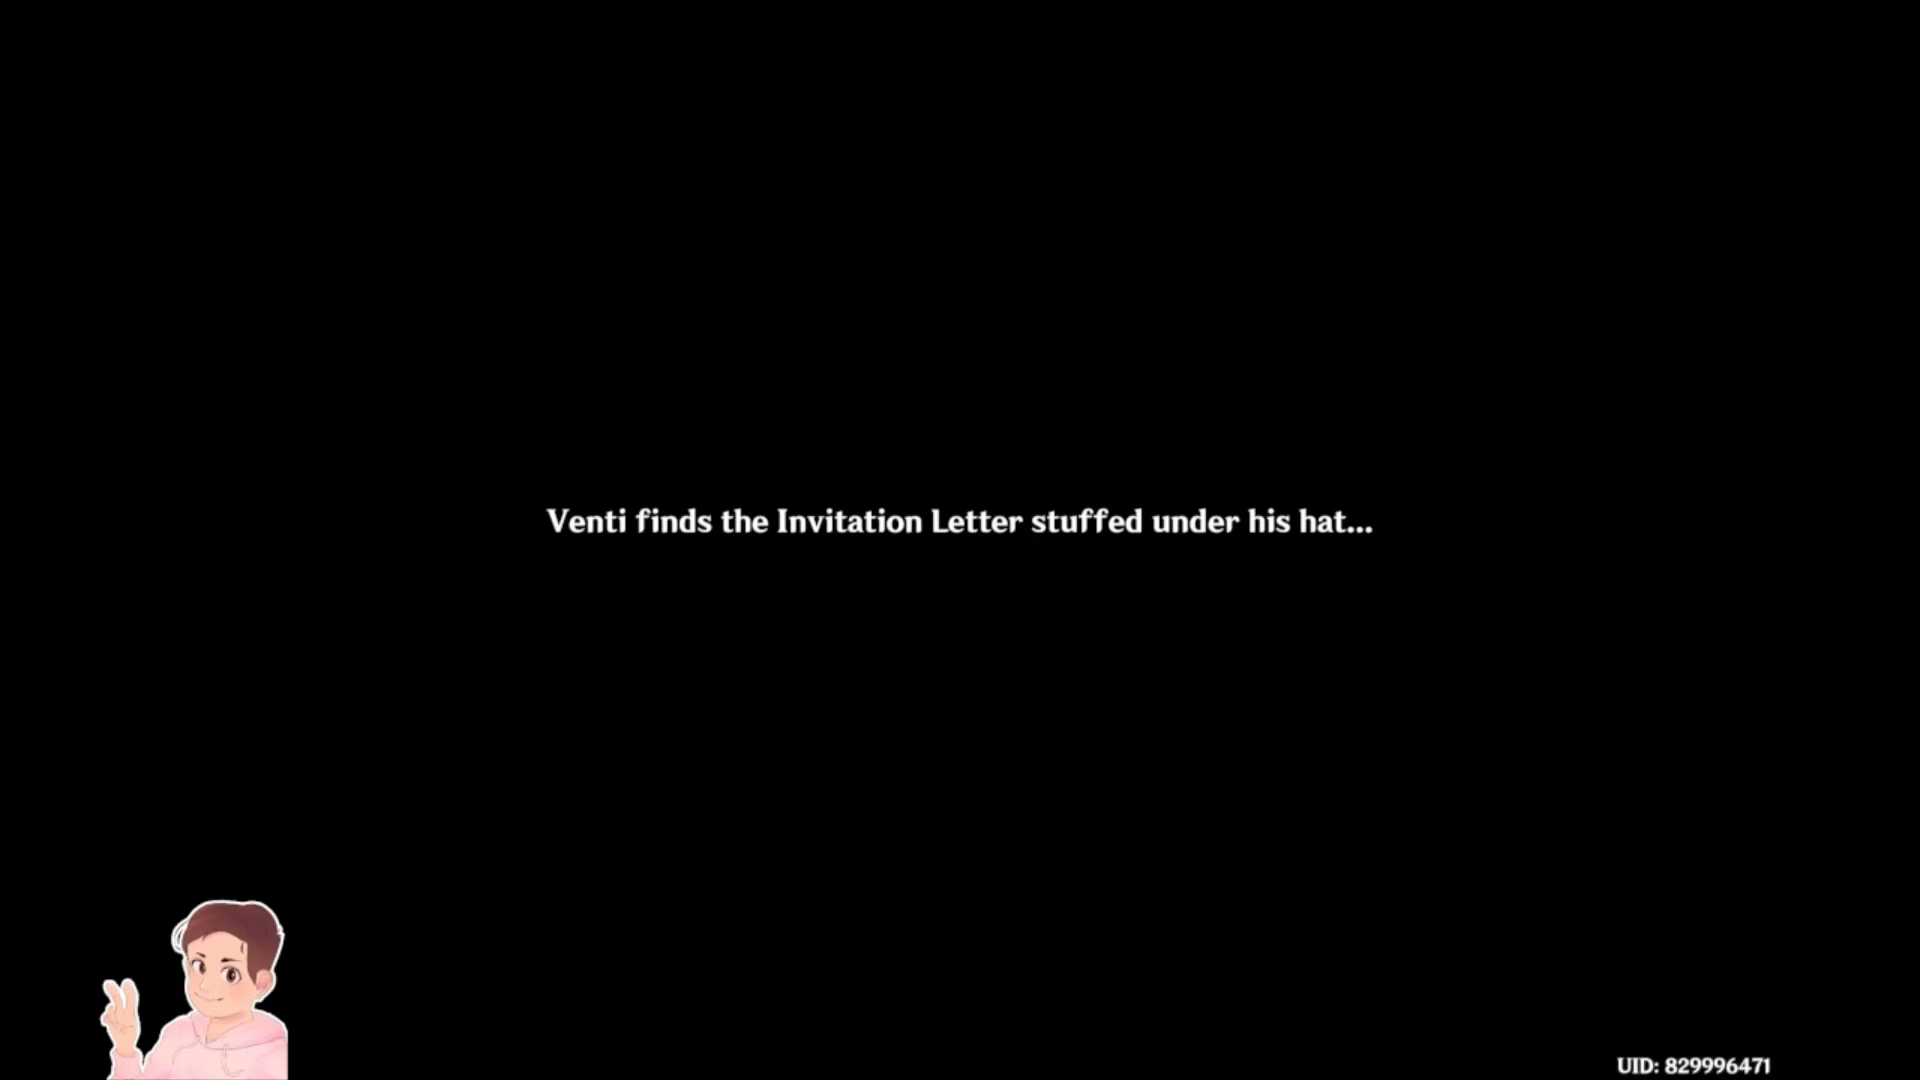 Venti finds the Invitation Letter stuffed under his hat...
UID: 829996471